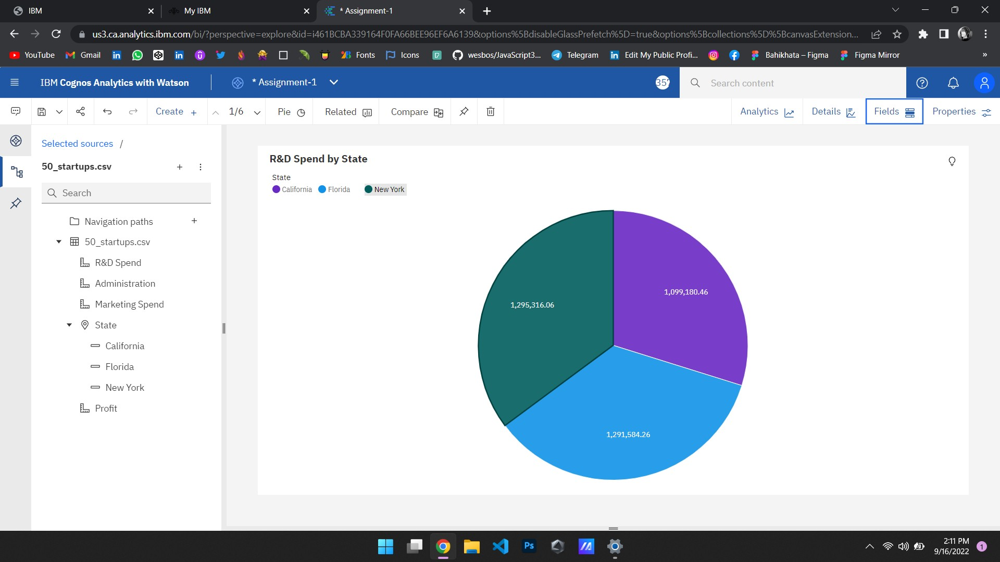 IBM
My IBM
* Assignment-1
us3.ca.analytics.ibm.com/bi/?perspective=explore&id=i461BCBA339164F0FA66BEE96EF6A6139&options%5BdisableGlassPrefetch%5D=true&options%5Bcollections%5D%5BcanvasExtension...
YouTube
Gmail
Fonts
Icons
wesbos/JavaScript3...
Telegram
Edit My Public Profi...
Bahikhata – Figma
Figma Mirror
»
IBM Cognos Analytics with Watson
* Assignment-1
357
Search content
Create +
1/6
Pie
Related
Compare
Analytics
Details
Fields
Properties
Selected sources /
50_startups.csv
Search
Navigation paths
50_startups.csv
R&D Spend
Administration
Marketing Spend
State
California
Florida
New York
Profit
R&D Spend by State
State
California
Florida
New York
1,295,316.06
1,099,180.46
1,291,584.26
Ps
2:11 PM
9/16/2022
1